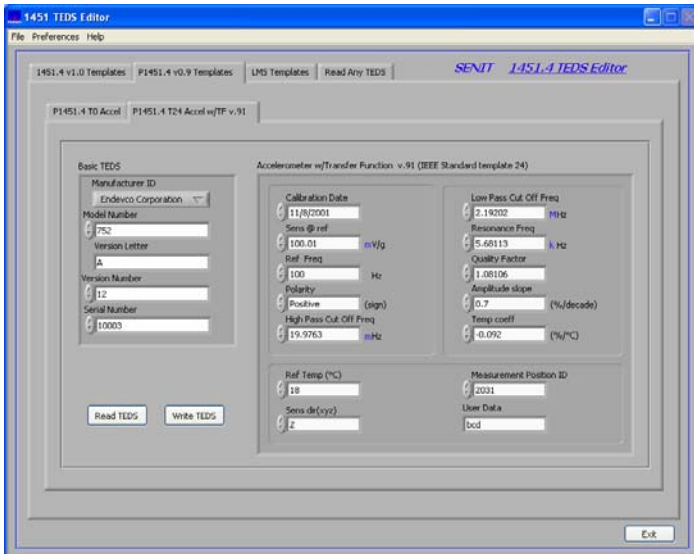 1451 TEDS Editor
File Preferences Help
1451.4 v1.0 Templates P1451.4 v0.9 Templates LMS Templates Read Any TEDS
SENIT 1451.4 TEDS Editor
P1451.4 T0 Accel P1451.4 T24 Accel w/TF v.91
Basic TEDS
Manufacturer ID
Endevco Corporation
Model Number
752
Version Letter
A
Version Number
12
Serial Number
10003
Read TEDS Write TEDS
Accelerometer w/Transfer Function v.91 (IEEE Standard template 24)
Calibration Date
11/8/2001
Sens @ ref
100.01 mV/g
Ref Freq
100 Hz
Polarity
Positive (sign)
High Pass Cut Off Freq
19.9763 mHz
Low Pass Cut Off Freq
2.19202 MHz
Resonance Freq
5.68113 k Hz
Quality Factor
1.08106
Amplitude slope
0.7 (%/decade)
Temp coeff
-0.092 (%/°C)
Ref Temp (°C)
18
Sens dir(xyz)
Z
Measurement Position ID
2031
User Data
bcd
Exit